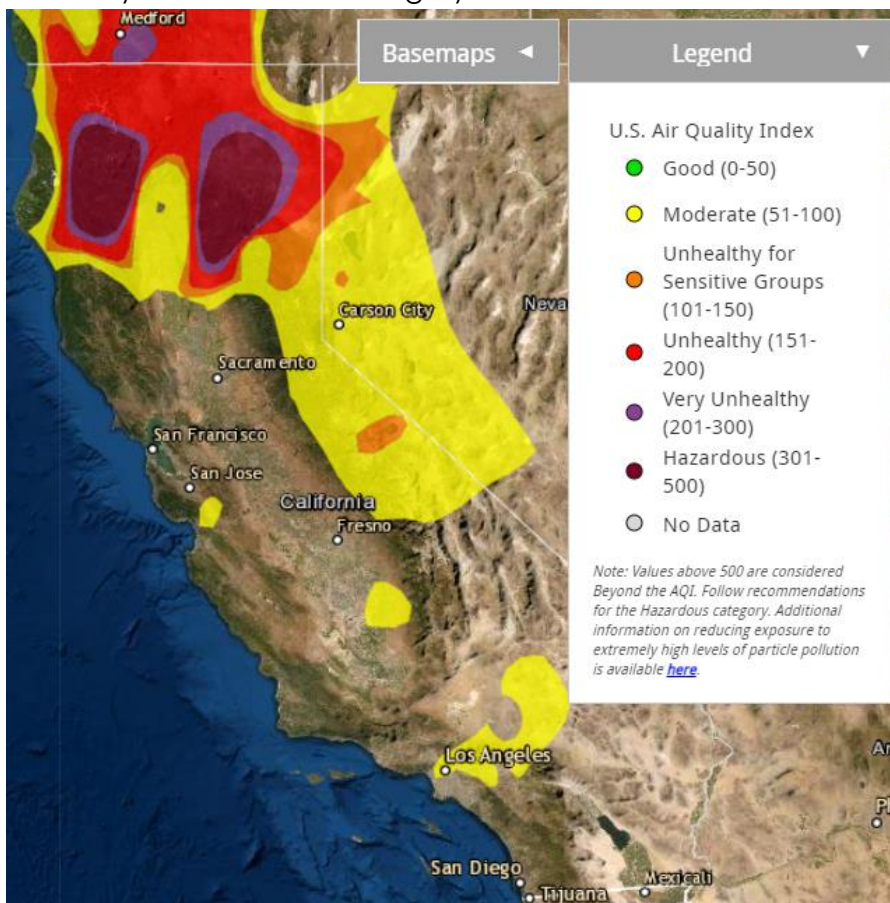 Medford
Basemaps
Legend
U.S. Air Quality Index
Good (0-50)
Moderate (51-100)
Unhealthy for
Sensitive Groups
(101-150)
Unhealthy (151-
200)
Very Unhealthy
(201-300)
Hazardous (301-
500)
No Data
Note: Values above 500 are considered
Beyond the AQI. Follow recommendations
for the Hazardous category. Additional
information on reducing exposure to
extremely high levels of particle pollution
is available here.
Carson City
Neva
Sacramento
San Francisco
San Jose
California
Fresno
Los Angeles
San Diego
Tijuana
Mexicali
Ar
Ph